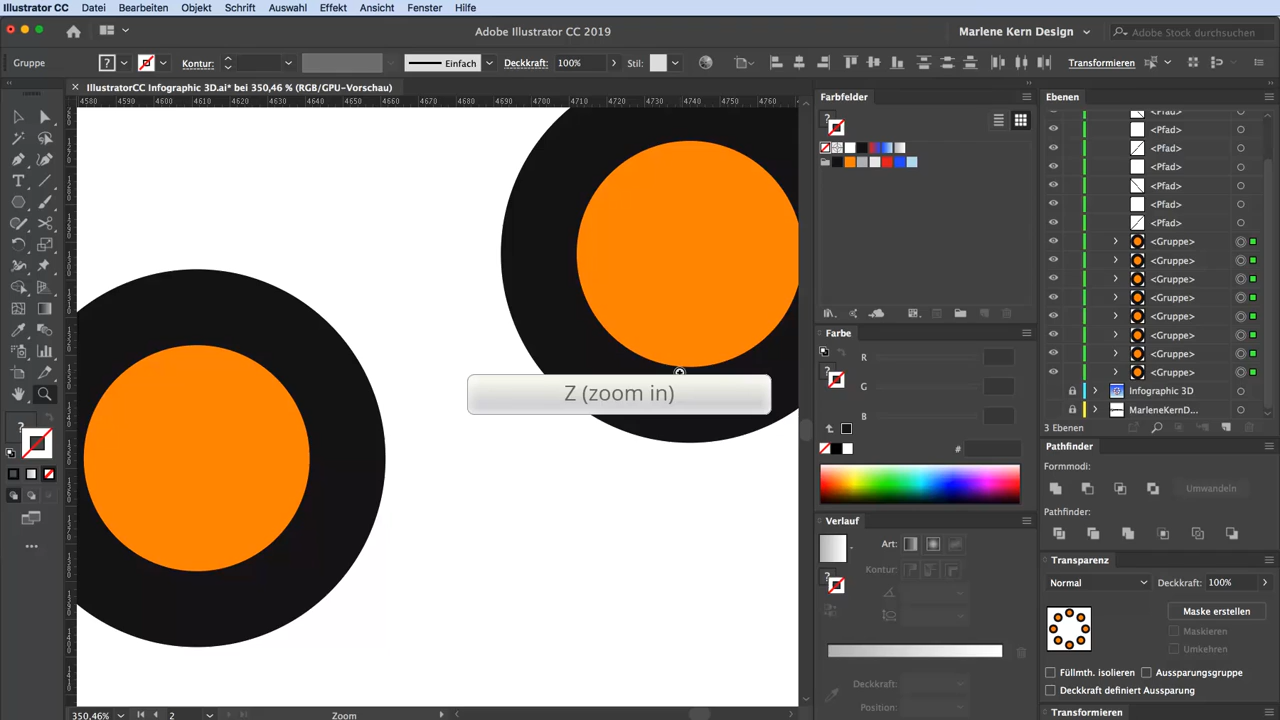 Illustrator CC Datei Bearbeiten Objekt Schrift Auswahl Effekt Ansicht Fenster Hilfe
Adobe Illustrator CC 2019
Marlene Kern Design
Adobe Stock durchsuchen
Gruppe
Kontur:
Einfach
Deckkraft: 100%
Stil:
Transformieren
IllustratorCC Infographic 3D.ai* bei 350,46 % (RGB/GPU-Vorschau)
4580 4590 4600 4610 4620 4630 4640 4650 4660 4670 4680 4690 4700 4710 4720 4730 4740 4750 4760
Farbfelder
Ebenen
<Pfad>
<Pfad>
<Pfad>
<Pfad>
<Pfad>
<Pfad>
<Pfad>
<Gruppe>
<Gruppe>
<Gruppe>
<Gruppe>
<Gruppe>
<Gruppe>
<Gruppe>
<Gruppe>
Infographic 3D
MarleneKernD...
3 Ebenen
Z (zoom in)
Farbe
R
G
B
#
Pathfinder
Formmodi:
Umwandeln
Pathfinder:
Verlauf
Art:
Kontur:
Deckkraft:
Position:
Transparenz
Normal
Deckkraft: 100%
Maske erstellen
Maskieren
Umkehren
Füllmth. isolieren
Aussparungsgruppe
Deckkraft definiert Aussparung
Transformieren
350,46%
2
Zoom